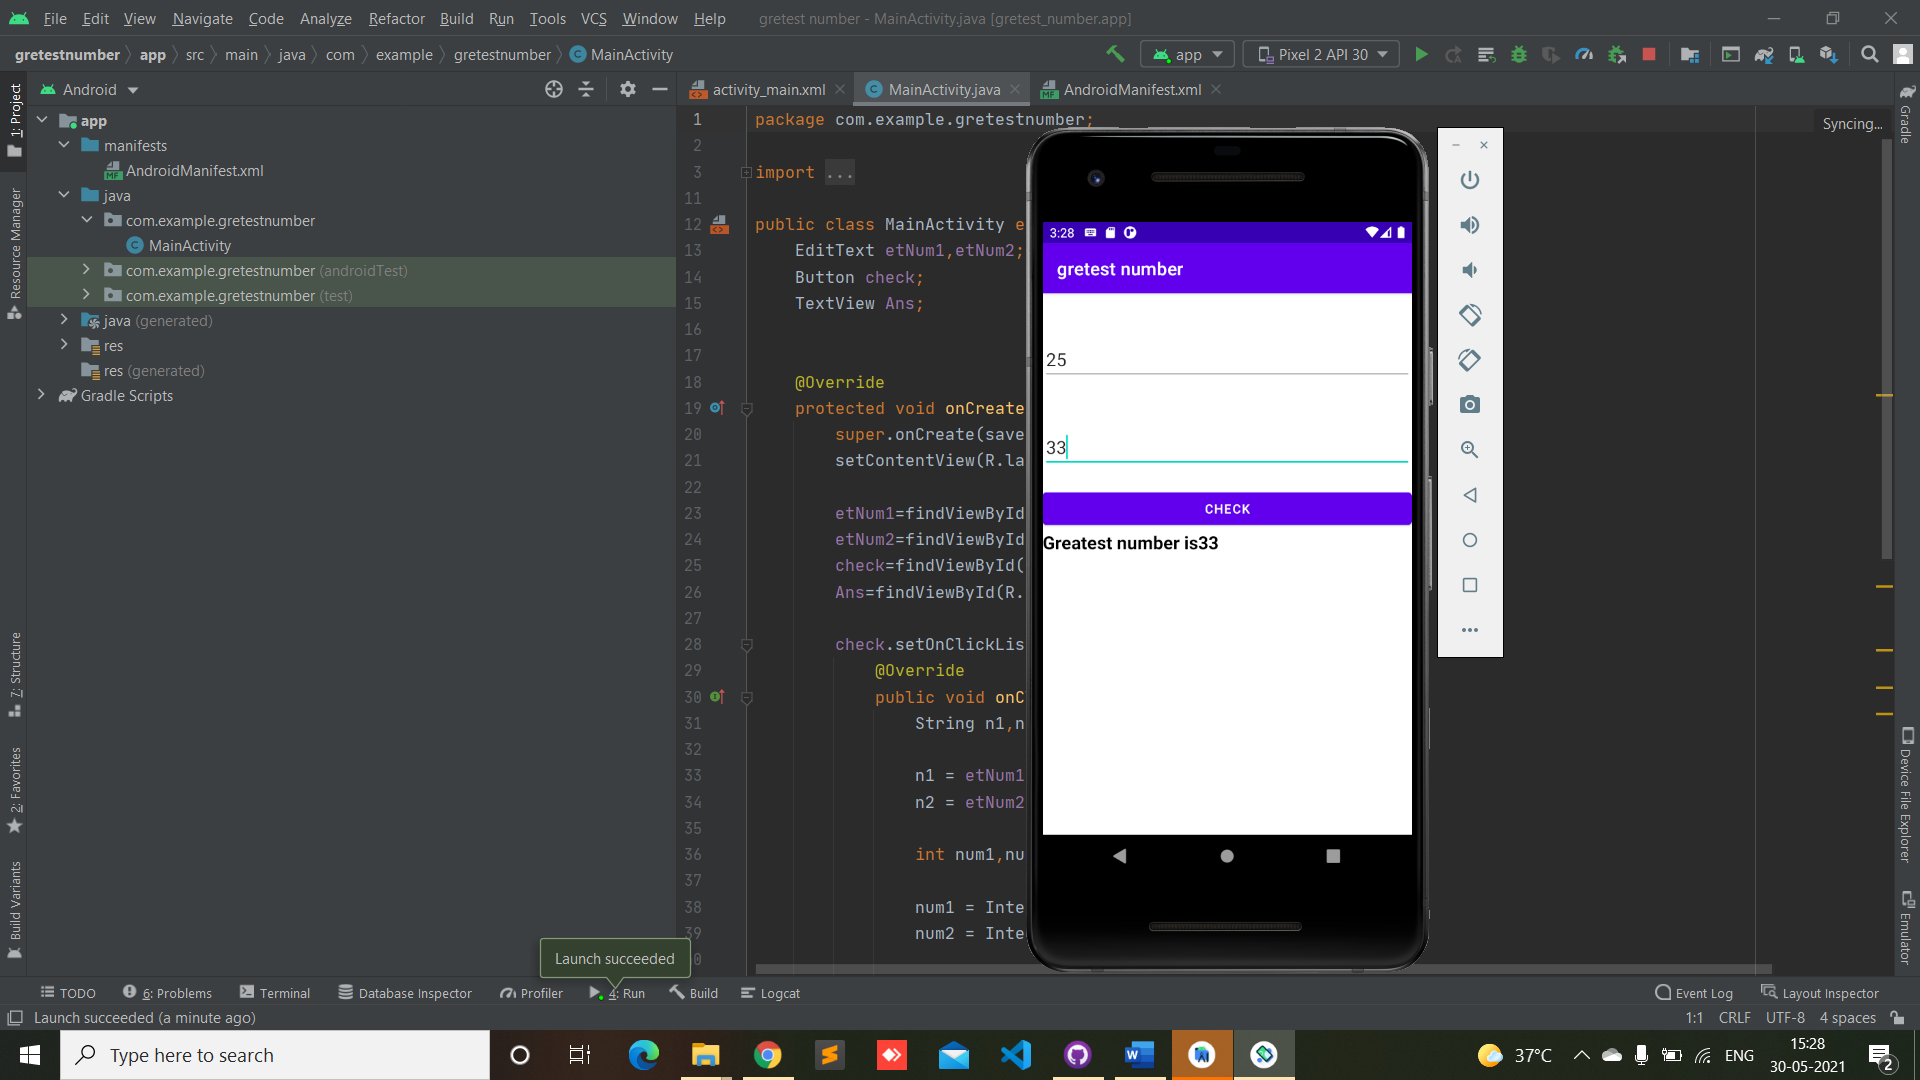 File Edit View Navigate Code Analyze Refactor Build Run Tools VCS Window Help gretest number - MainActivity.java [gretest_number.app]
gretestnumber app src main java com example gretestnumber MainActivity app Pixel 2 API 30
1: Project
Resource Manager
7: Structure
2: Favorites
Build Variants
Android
app
manifests
AndroidManifest.xml
java
com.example.gretestnumber
MainActivity
com.example.gretestnumber (androidTest)
com.example.gretestnumber (test)
java (generated)
res
res (generated)
Gradle Scripts
activity_main.xml MainActivity.java AndroidManifest.xml
Syncing...
1 package com.example.gretestnumber;
2
3 import ...
11
12 public class MainActivity e
13 EditText etNum1,etNum2;
14 Button check;
15 TextView Ans;
16
17
18 @Override
19 protected void onCreate
20 super.onCreate(save
21 setContentView(R.la
22
23 etNum1=findViewById
24 etNum2=findViewById
25 check=findViewById(
26 Ans=findViewById(R.
27
28 check.setOnClickLis
29 @Override
30 public void onC
31 String n1,n
32
33 n1 = etNum1
34 n2 = etNum2
35
36 int num1,nu
37
38 num1 = Inte
39 num2 = Inte
3:28
gretest number
25
33
CHECK
Greatest number is33
Gradle
Device File Explorer
Emulator
Launch succeeded
TODO 6: Problems Terminal Database Inspector Profiler 4: Run Build Logcat Event Log Layout Inspector
Launch succeeded (a minute ago) 1:1 CRLF UTF-8 4 spaces
Type here to search
37°C ENG 15:28
30-05-2021
2